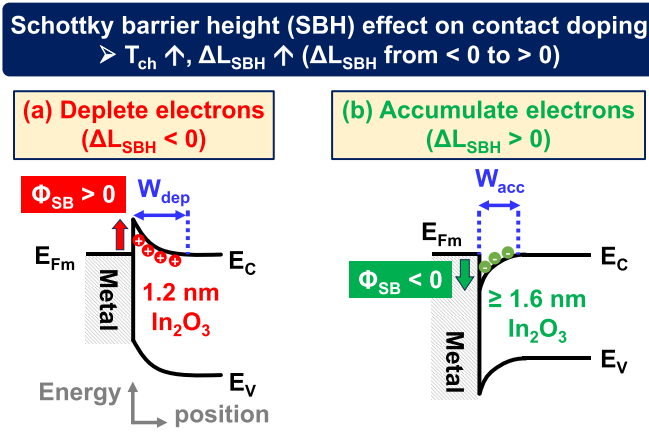 Schottky barrier height (SBH) effect on contact doping
➢ Tch ↑, ΔLSBH ↑ (ΔLSBH from < 0 to > 0)
(a) Deplete electrons
(ΔLSBH < 0)
ΦSB > 0
Wdep
EFm
EC
Metal
1.2 nm
In2O3
EV
Energy
position
(b) Accumulate electrons
(ΔLSBH > 0)
Wacc
EFm
EC
ΦSB < 0
Metal
≥ 1.6 nm
In2O3
EV